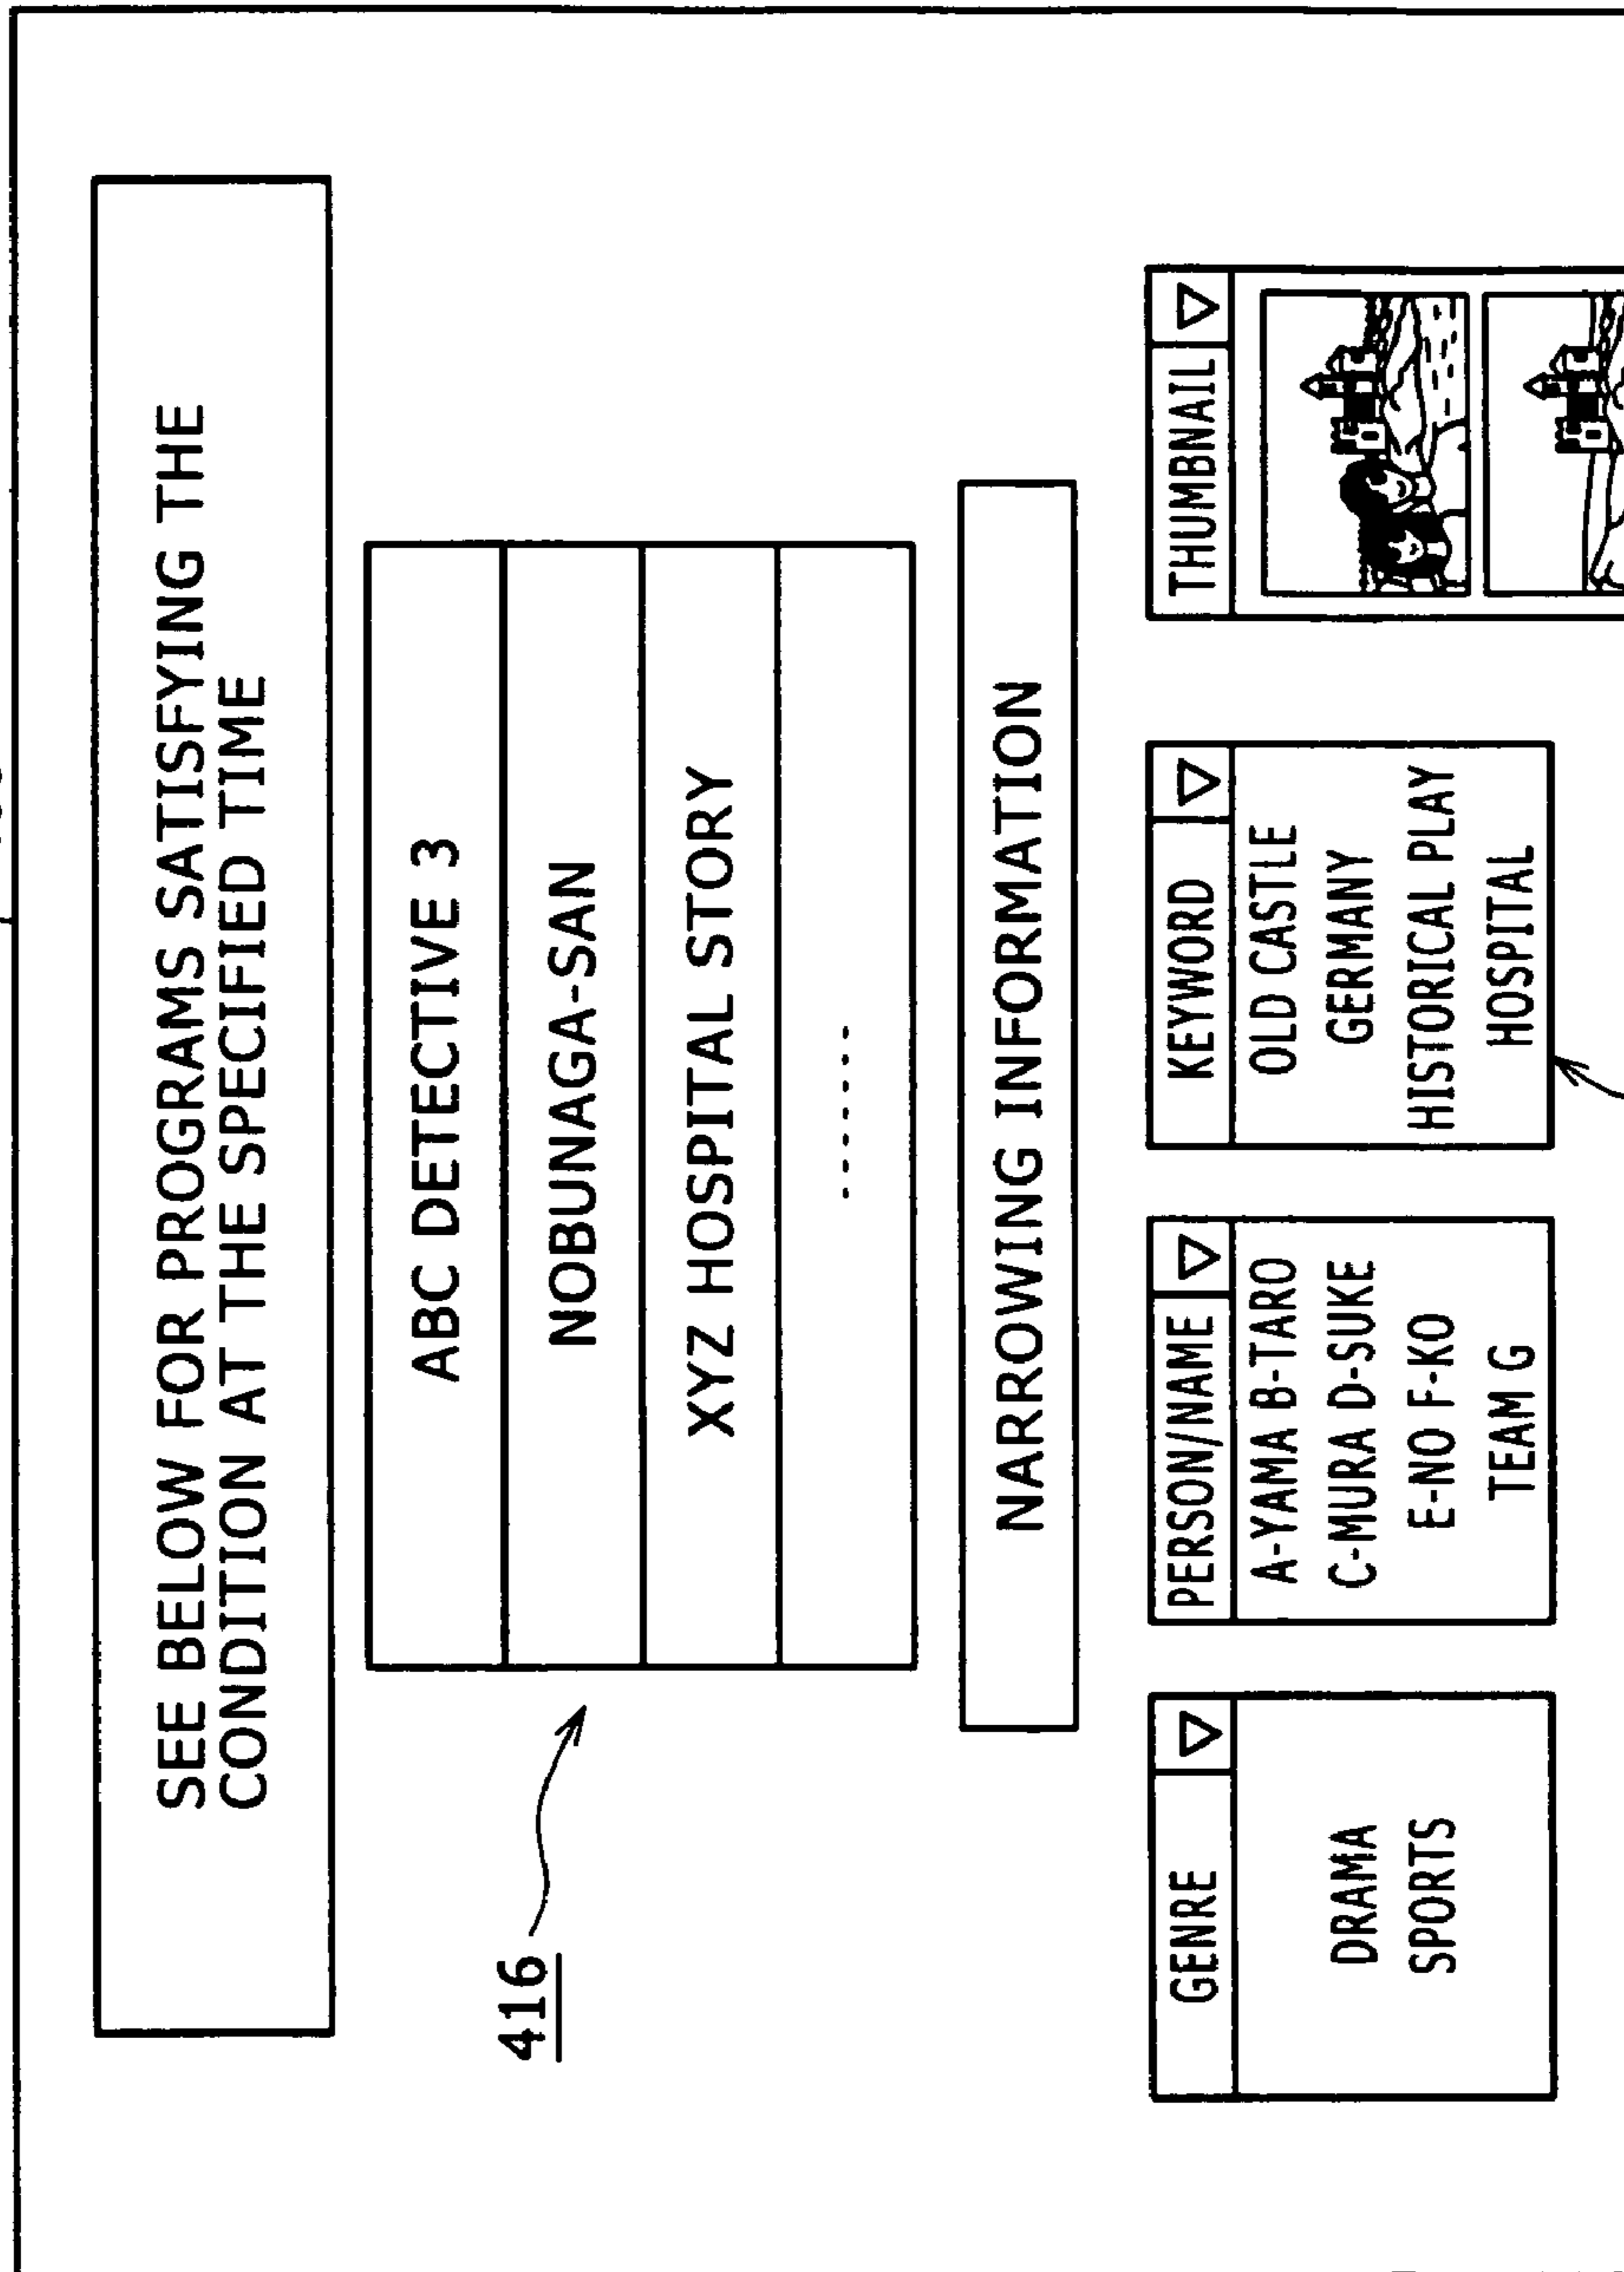 SEE BELOW FOR PROGRAMS SATISFYING THE
CONDITION AT THE SPECIFIED TIME
ABC DETECTIVE 3
NOBUNAGA-SAN
XYZ HOSPITAL STORY
......
416
NARROWING INFORMATION
GENRE
DRAMA
SPORTS
PERSON/NAME
A-YAMA B-TARO
C-MURA D-SUKE
E-NO F-KO
TEAM G
KEYWORD
OLD CASTLE
GERMANY
HISTORICAL PLAY
HOSPITAL
THUMBNAIL